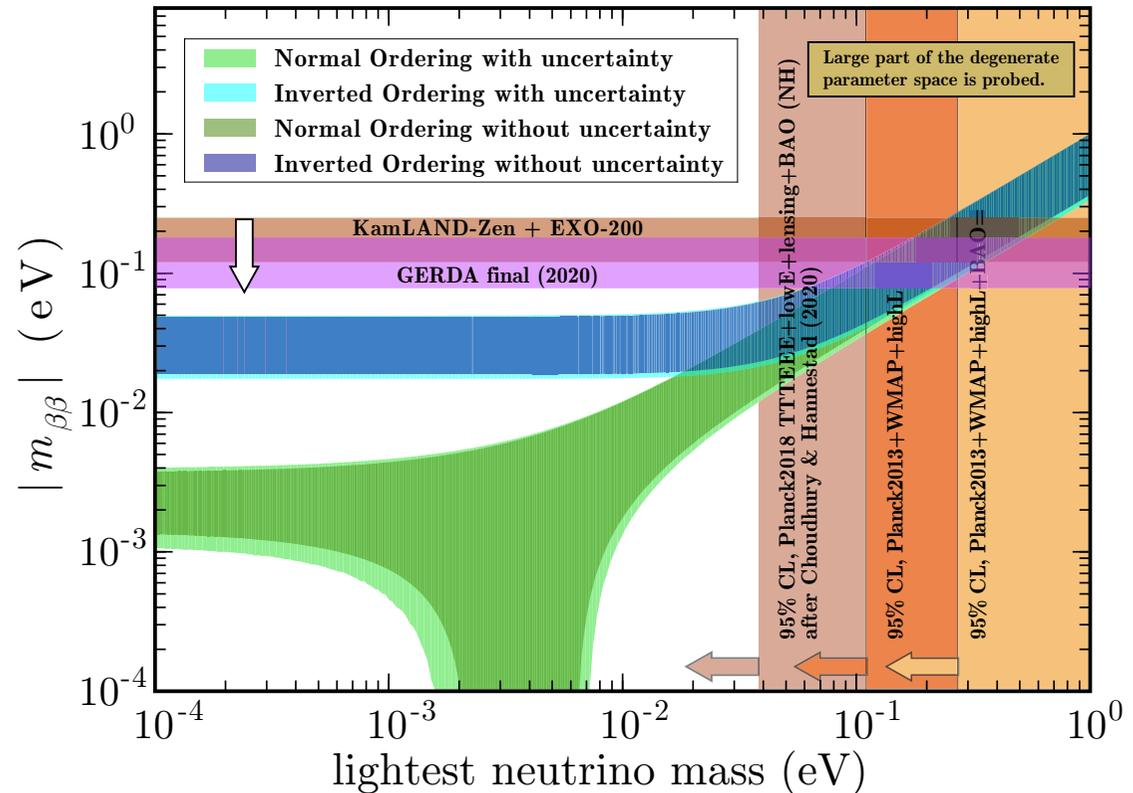 Normal Ordering with uncertainty
Inverted Ordering with uncertainty
Normal Ordering without uncertainty
Inverted Ordering without uncertainty
Large part of the degenerate
parameter space is probed.
KamLAND-Zen + EXO-200
GERDA final (2020)
95% CL, Planck2018 TTTEEE+lowE+lensing+BAO (NH)
after Choudhury & Hannestad (2020)
95% CL, Planck2013+WMAP+highL
95% CL, Planck2013+WMAP+highL+BAO=
|m_ββ| (eV)
10^0
10^-1
10^-2
10^-3
10^-4
10^-4 10^-3 10^-2 10^-1 10^0
lightest neutrino mass (eV)